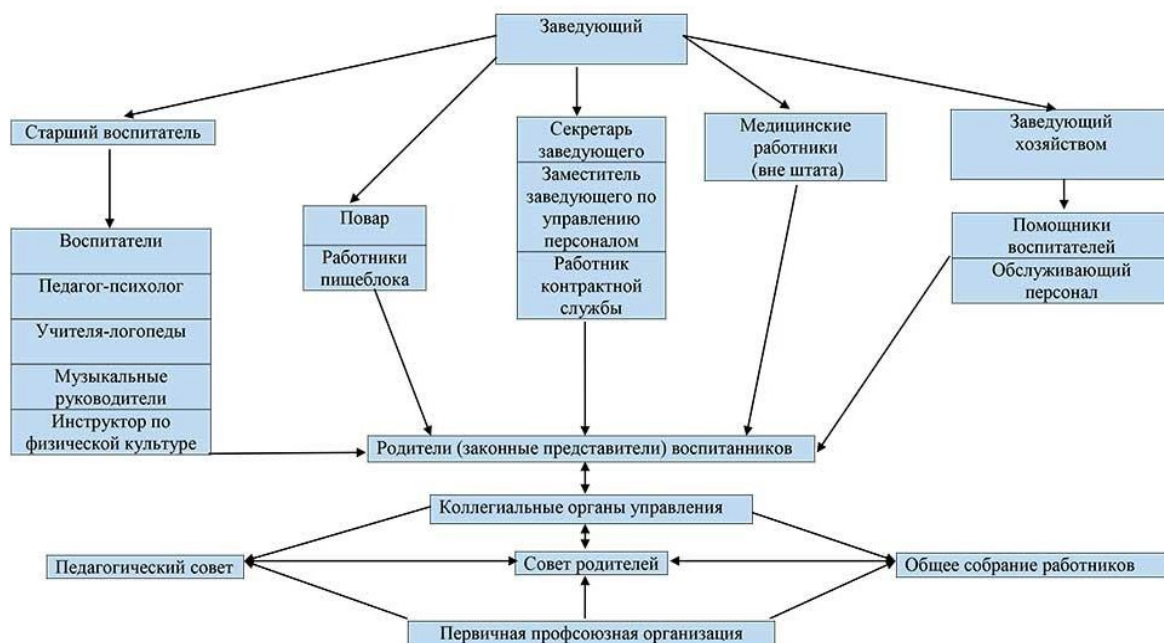 Заведующий
Старший воспитатель
Воспитатели
Педагог-психолог
Учителя-логопеды
Музыкальные
руководители
Инструктор по
физической культуре
Повар
Работники
пищеблока
Секретарь
заведующего
Заместитель
заведующего по
управлению
персоналом
Работник
контрактной
службы
Медицинские
работники
(вне штата)
Заведующий
хозяйством
Помощники
воспитателей
Обслуживающий
персонал
Родители (законные представители) воспитанников
Коллегиальные органы управления
Педагогический совет
Совет родителей
Общее собрание работников
Первичная профсоюзная организация